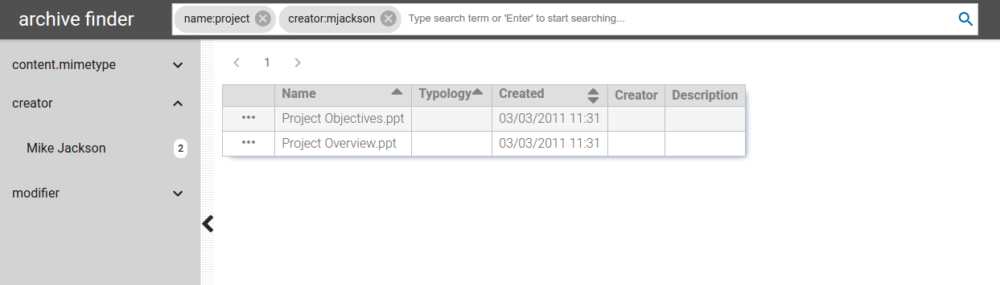 archive finder
name:project creator:mjackson Type search term or 'Enter' to start searching...
content.mimetype
creator
Mike Jackson 2
modifier
1
Name Typology Created Creator Description
Project Objectives.ppt 03/03/2011 11:31
Project Overview.ppt 03/03/2011 11:31